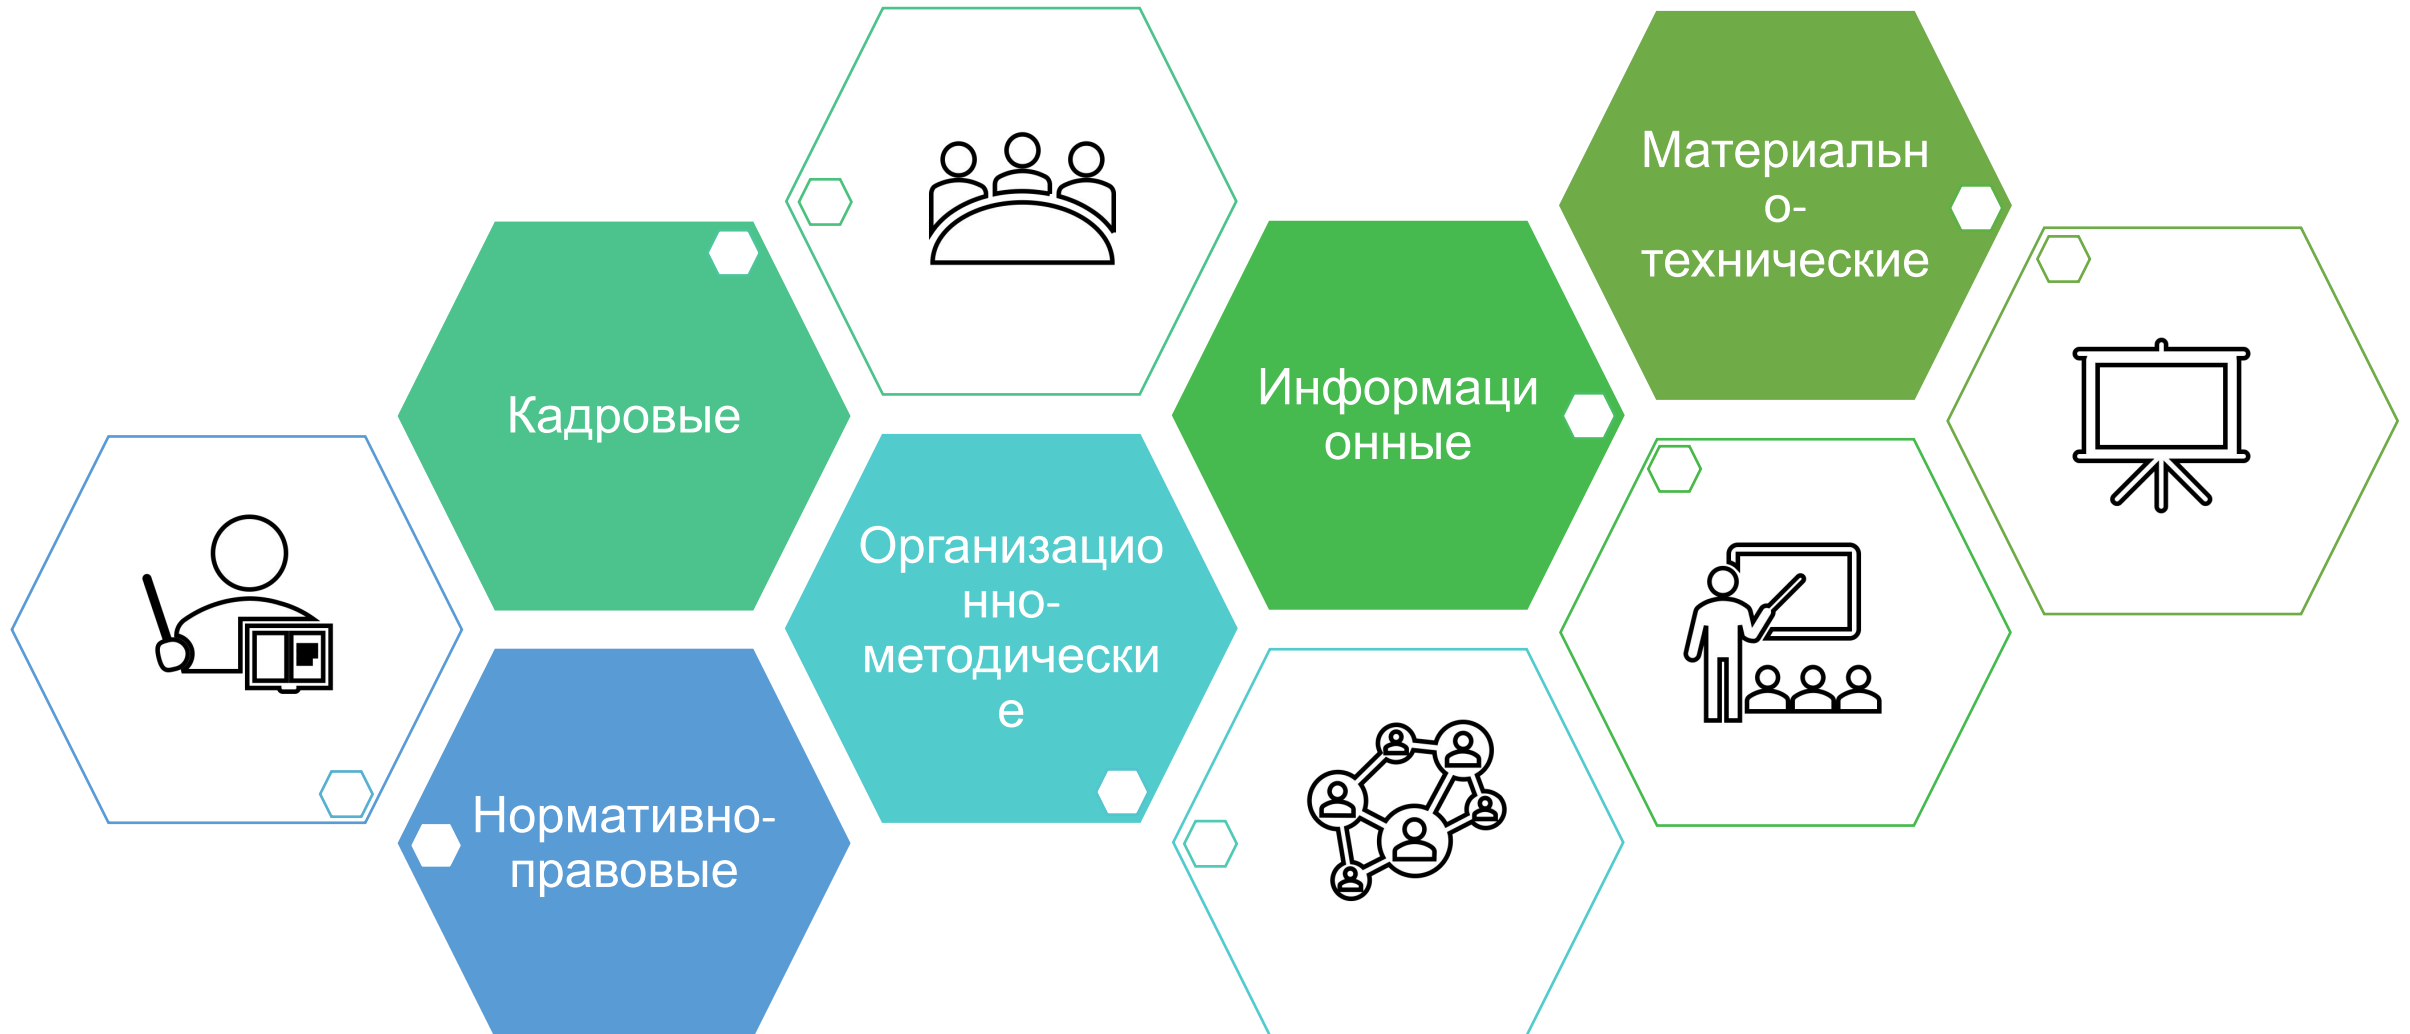 Кадровые
Нормативно-
правовые
Организацио
нно-
методически
е
Информаци
онные
Материальн
о-
технические